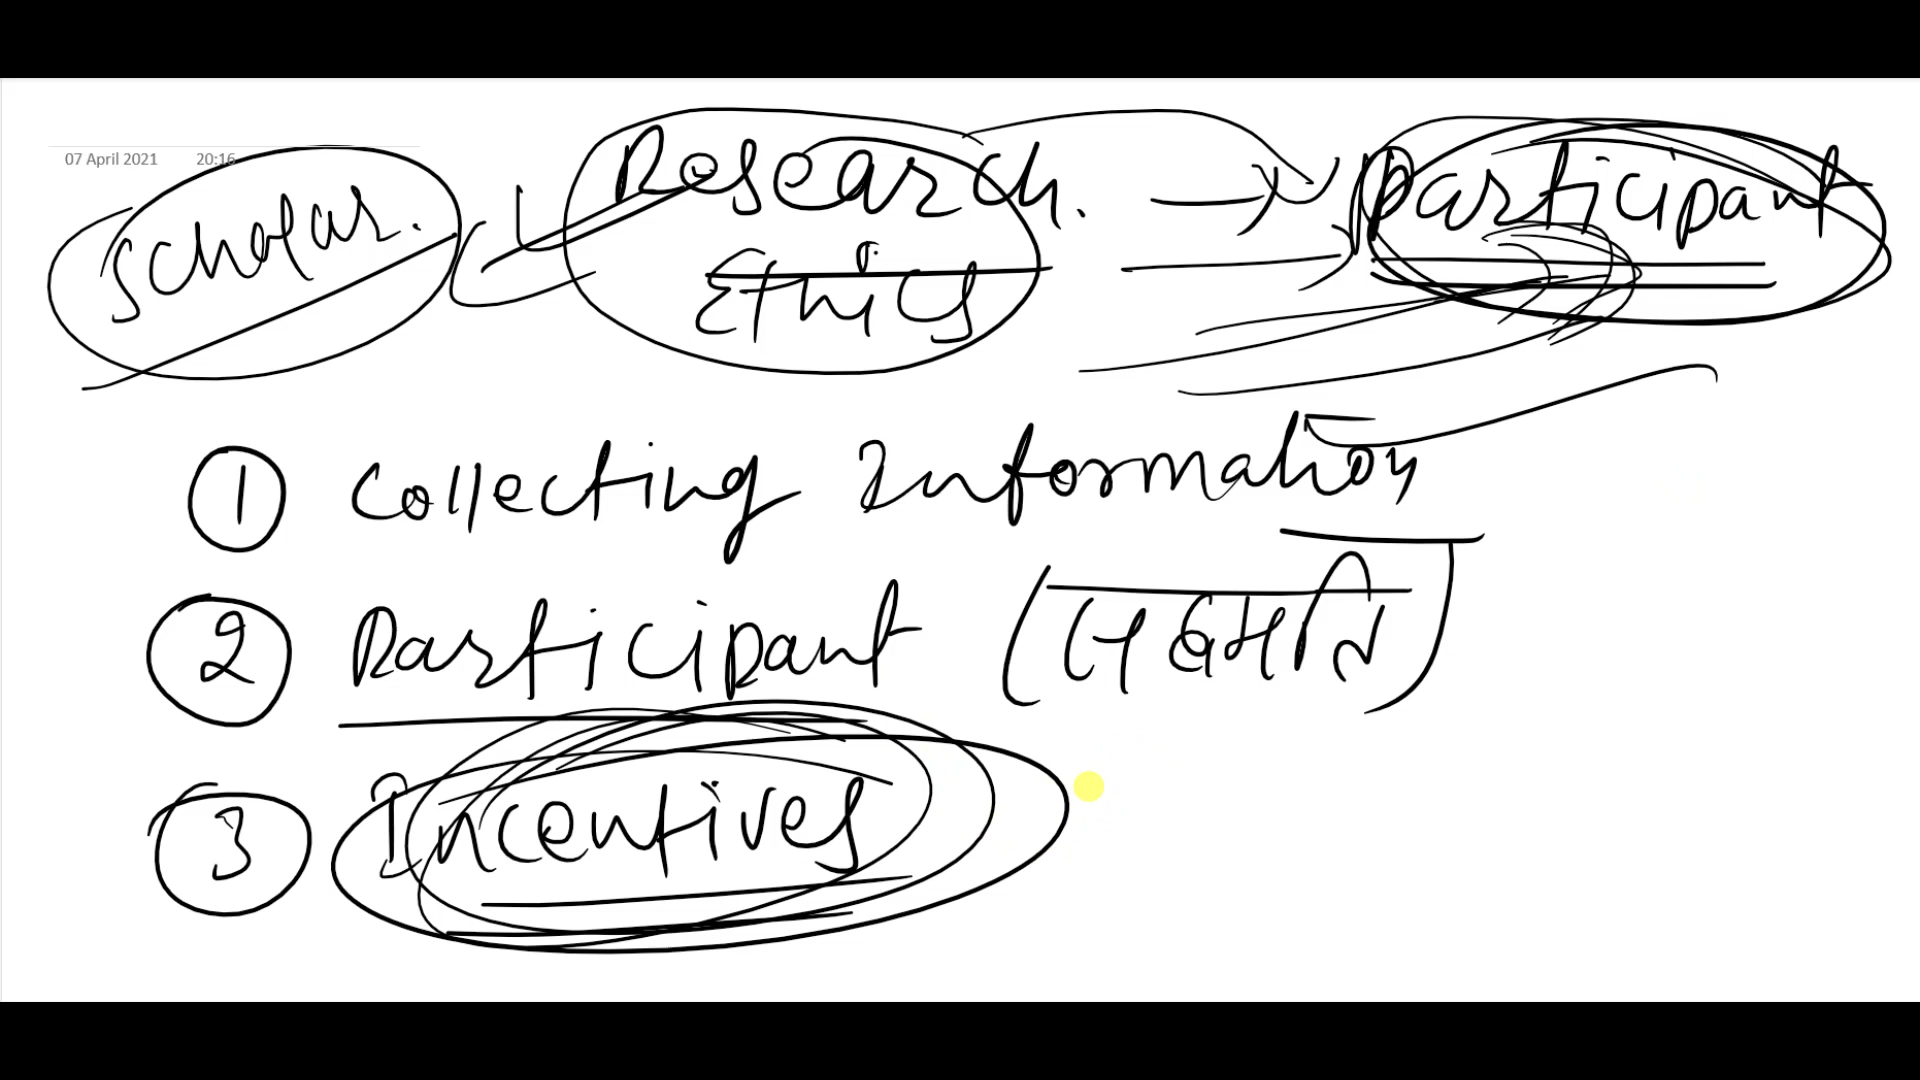 07 April 2021 20:16
Scholar. Research. → Participant
Ethics
① Collecting Information
② Participant (सहमति)
③ Incentives